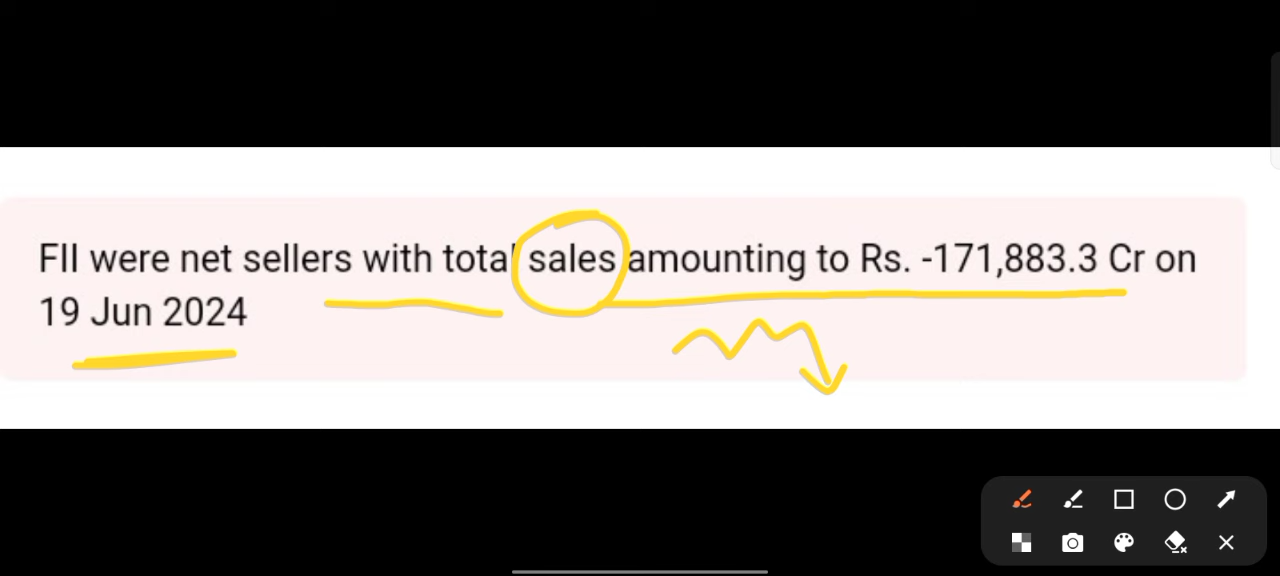 FII were net sellers with total sales amounting to Rs. -171,883.3 Cr on
19 Jun 2024